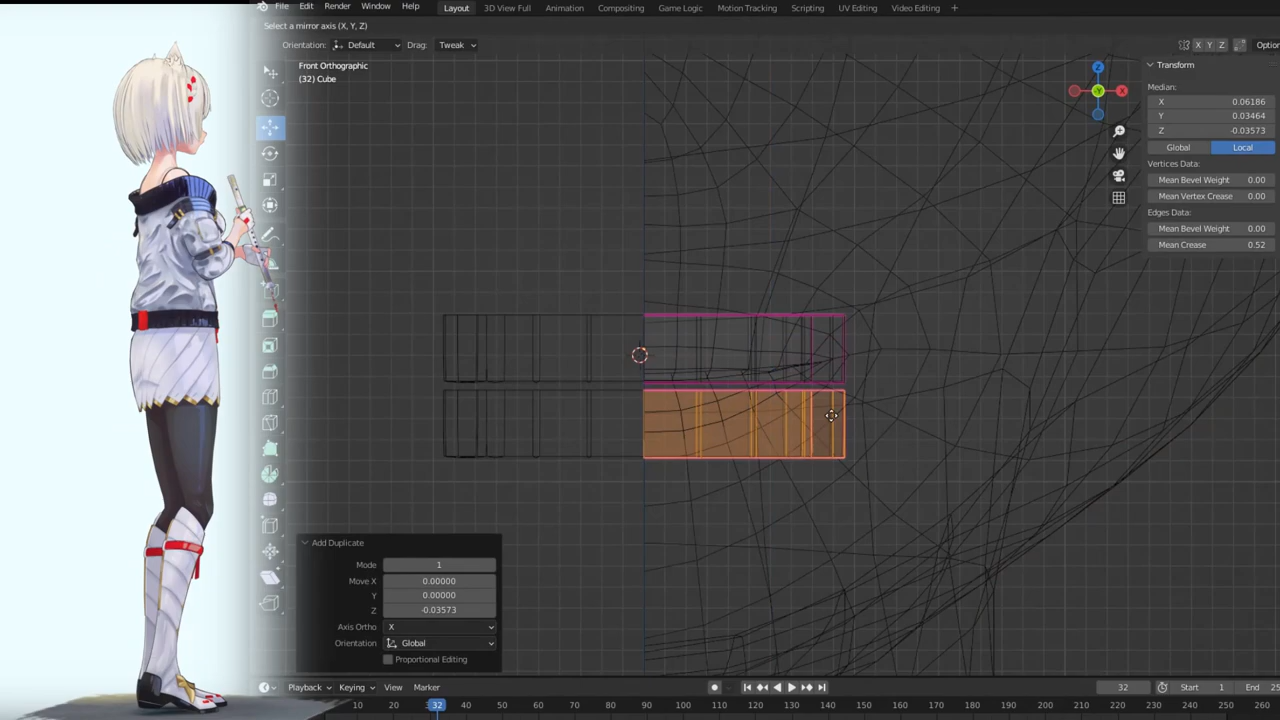 File Edit Render Window Help Layout 3D View Full Animation Compositing Game Logic Motion Tracking Scripting UV Editing Video Editing +
Select a mirror axis (X, Y, Z)
Orientation: Default Drag: Tweak X Y Z Optior
Front Orthographic
(32) Cube
Z
Y
X
Transform
Median:
X 0.06186
Y 0.03464
Z -0.03573
Global Local
Vertices Data:
Mean Bevel Weight 0.00
Mean Vertex Crease 0.00
Edges Data:
Mean Bevel Weight 0.00
Mean Crease 0.52
Add Duplicate
Mode 1
Move X 0.00000
Y 0.00000
Z -0.03573
Axis Ortho X
Orientation Global
Proportional Editing
Playback Keying View Marker 32 Start 1 End 25
10 32 40 50 60 70 80 90 100 110 120 130 140 150 160 170 180 190 200 210 220 230 240 250 260